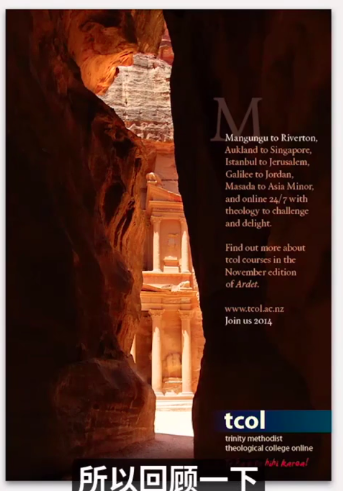 M
Mangungu to Riverton,
Aukland to Singapore,
Istanbul to Jerusalem,
Galilee to Jordan,
Masada to Asia Minor,
and online 24/7 with
theology to challenge
and delight.
Find out more about
tcol courses in the
November edition
of Ardet.
www.tcol.ac.nz
Join us 2014
tcol
trinity methodist
theological college online
所以回顾一下